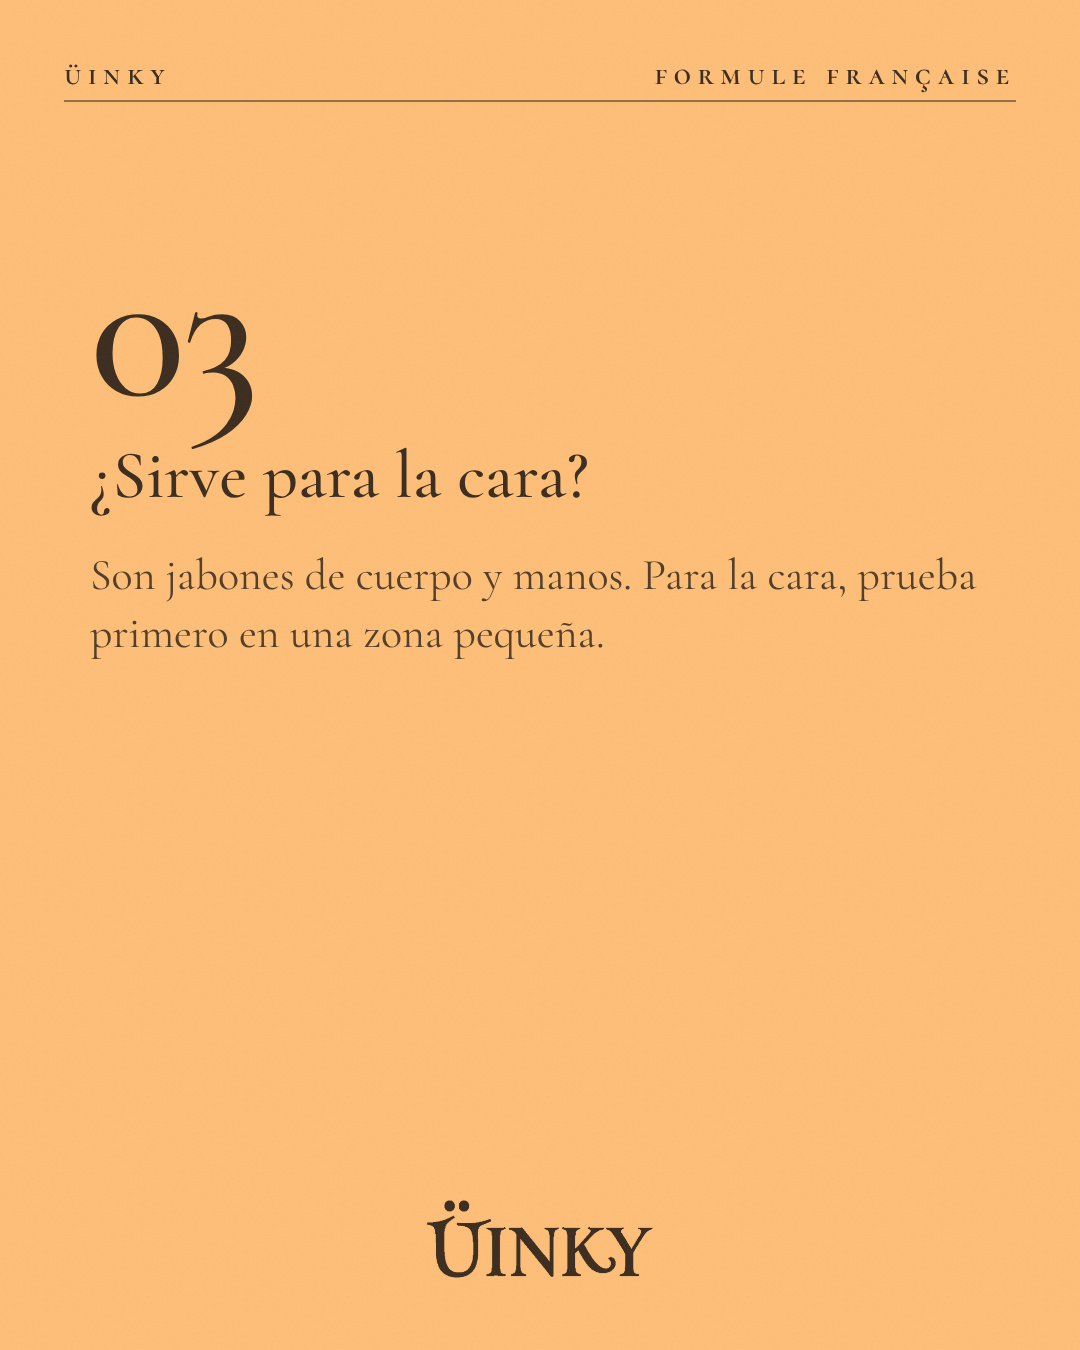 ÜINKY
FORMULE FRANÇAISE
03
¿Sirve para la cara?
Son jabones de cuerpo y manos. Para la cara, prueba
primero en una zona pequeña.
ÜINKY